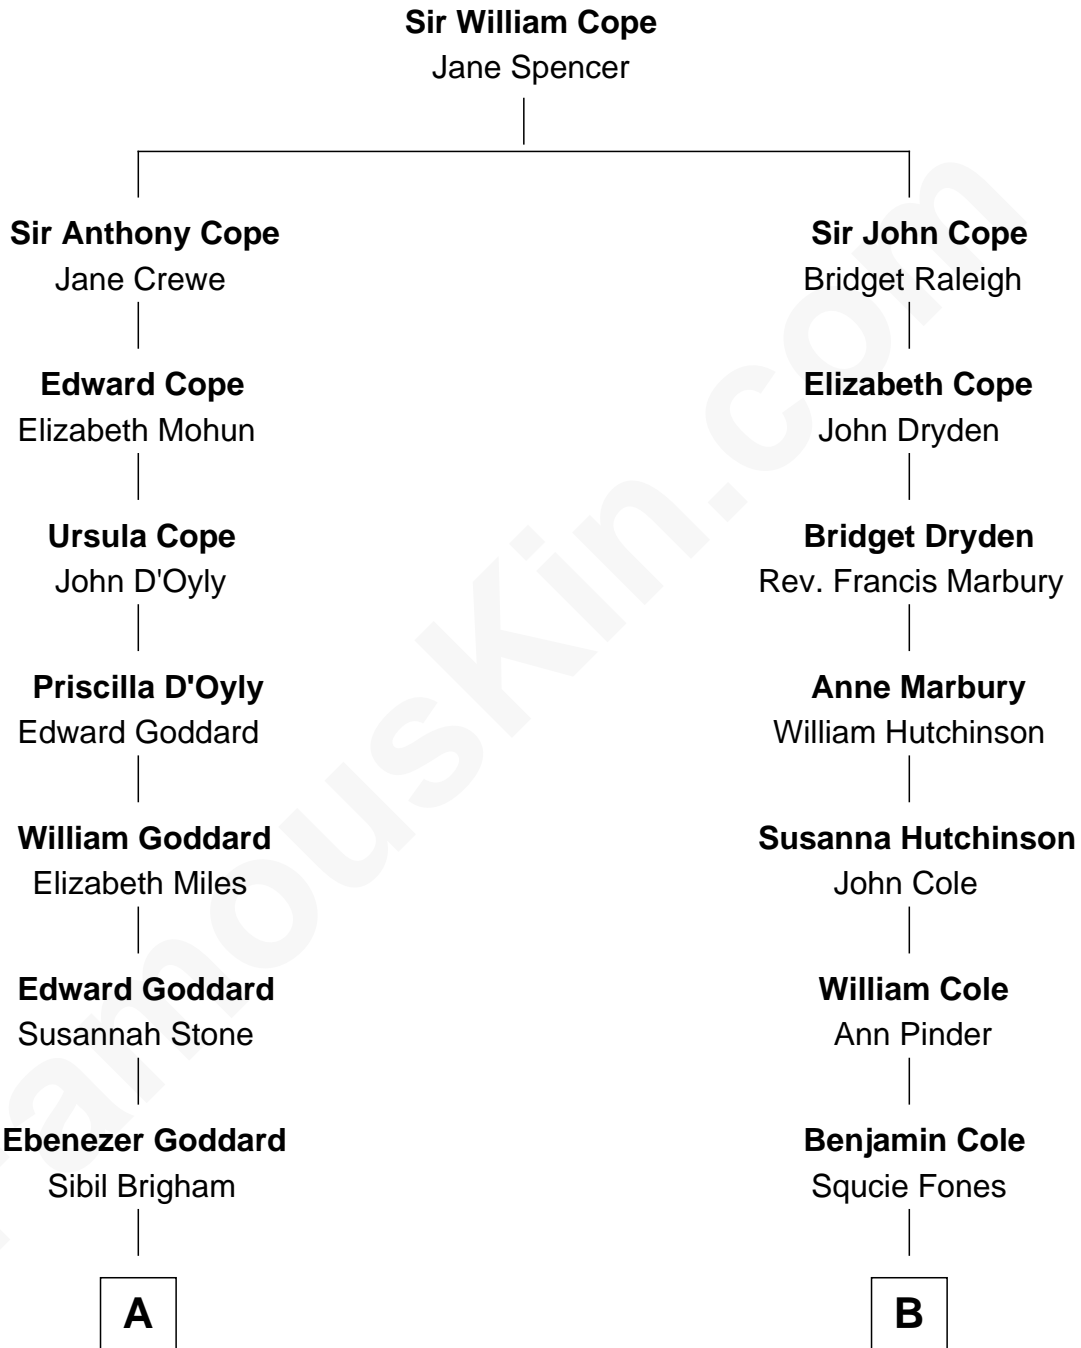 Sir William Cope
Jane Spencer
Sir Anthony Cope
Jane Crewe
Edward Cope
Elizabeth Mohun
Ursula Cope
John D'Oyly
Priscilla D'Oyly
Edward Goddard
William Goddard
Elizabeth Miles
Edward Goddard
Susannah Stone
Ebenezer Goddard
Sibil Brigham
A
Sir John Cope
Bridget Raleigh
Elizabeth Cope
John Dryden
Bridget Dryden
Rev. Francis Marbury
Anne Marbury
William Hutchinson
Susanna Hutchinson
John Cole
William Cole
Ann Pinder
Benjamin Cole
Squcie Fones
B
FamousKin.com